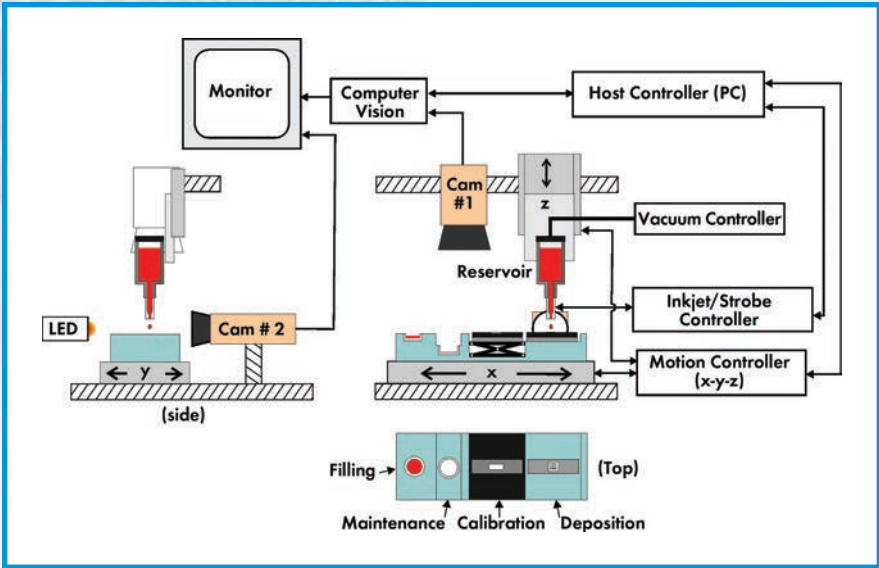 Monitor
Computer
Vision
Host Controller (PC)
Cam
#1
z
Vacuum Controller
Reservoir
LED
Cam # 2
Inkjet/Strobe
Controller
y
x
Motion Controller
(x-y-z)
(side)
Filling
(Top)
Maintenance
Calibration
Deposition